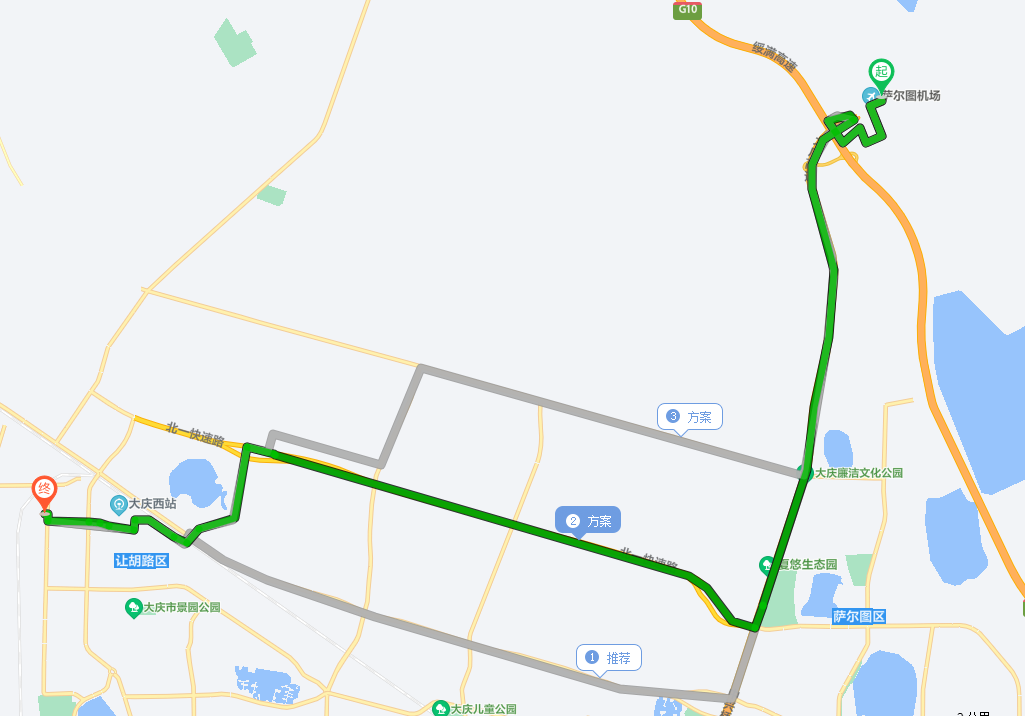 G10
绥满高速
起
萨尔图机场
3 方案
北一快速路
大庆廉洁文化公园
终
大庆西站
2 方案
北一快速路
让胡路区
夏悠生态园
大庆市景园公园
萨尔图区
1 推荐
大庆儿童公园